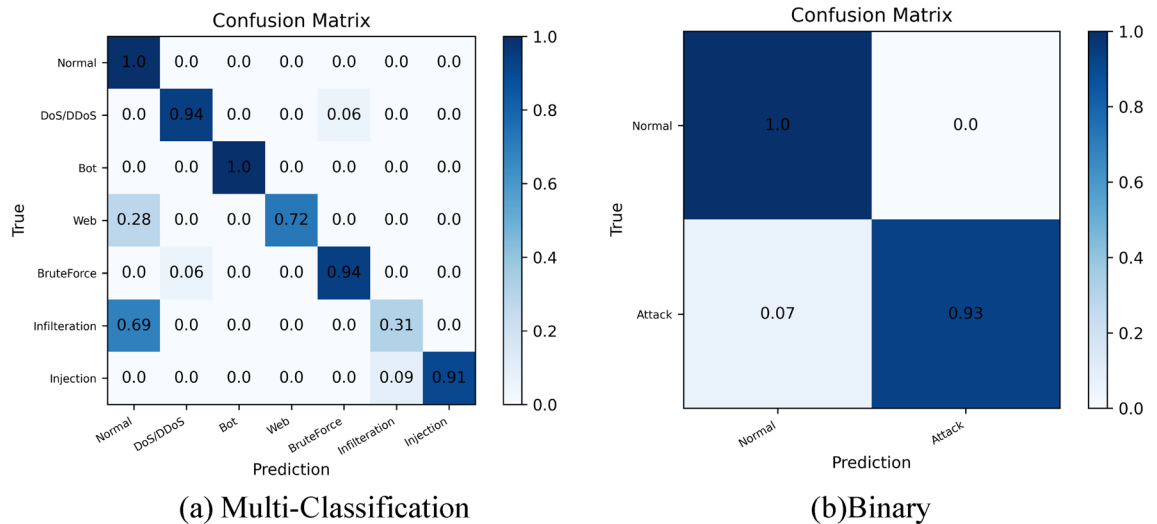 Confusion Matrix
Normal 1.0 0.0 0.0 0.0 0.0 0.0 0.0
DoS/DDoS 0.0 0.94 0.0 0.0 0.06 0.0 0.0
Bot 0.0 0.0 1.0 0.0 0.0 0.0 0.0
Web 0.28 0.0 0.0 0.72 0.0 0.0 0.0
BruteForce 0.0 0.06 0.0 0.0 0.94 0.0 0.0
Infilteration 0.69 0.0 0.0 0.0 0.0 0.31 0.0
Injection 0.0 0.0 0.0 0.0 0.0 0.09 0.91
True
Normal DoS/DDoS Bot Web BruteForce Infilteration Injection
Prediction
1.0
0.8
0.6
0.4
0.2
0.0
(a) Multi-Classification
Confusion Matrix
Normal 1.0 0.0
Attack 0.07 0.93
True
Normal Attack
Prediction
1.0
0.8
0.6
0.4
0.2
0.0
(b)Binary